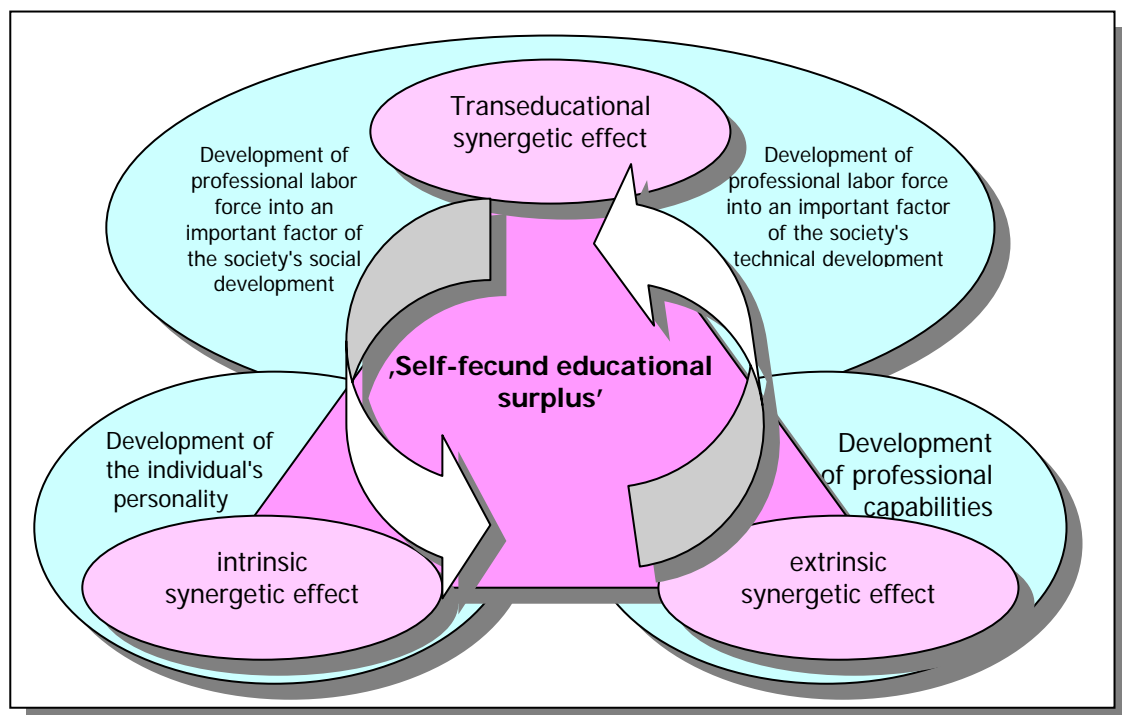 Transeducational
synergetic effect
Development of
professional labor
force into an
important factor of
the society's social
development
Development of
professional labor force
into an important factor
of the society's
technical development
‚Self-fecund educational
surplus’
Development of
the individual's
personality
Development
of professional
capabilities
intrinsic
synergetic effect
extrinsic
synergetic effect